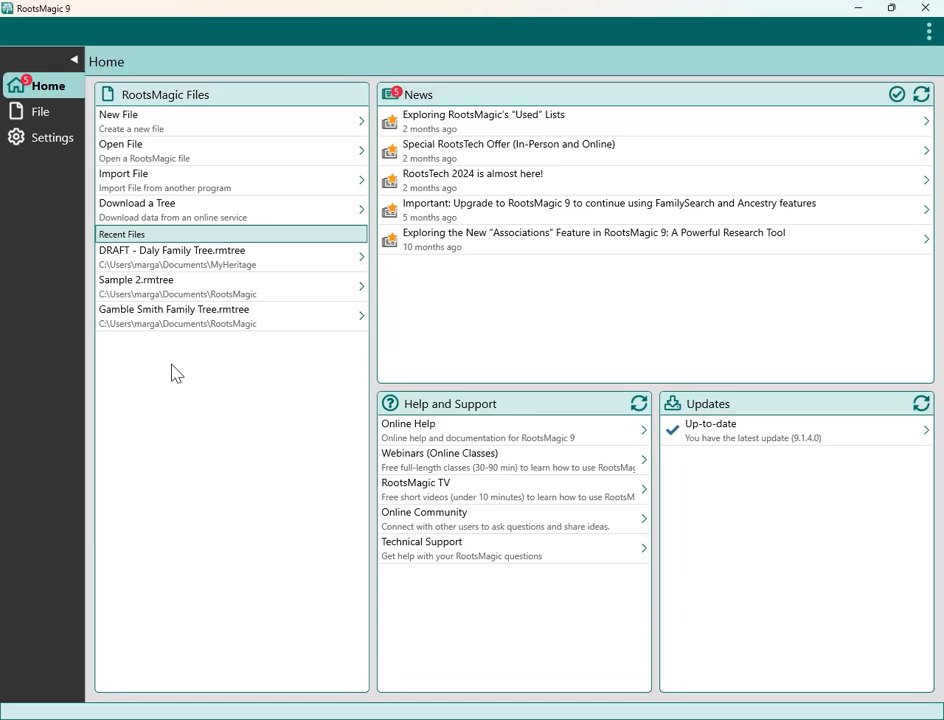 RootsMagic 9
Home
5
Home
File
Settings
RootsMagic Files
New File
Create a new file
Open File
Open a RootsMagic file
Import File
Import File from another program
Download a Tree
Download data from an online service
Recent Files
DRAFT - Daly Family Tree.rmtree
C:\Users\marga\Documents\MyHeritage
Sample 2.rmtree
C:\Users\marga\Documents\RootsMagic
Gamble Smith Family Tree.rmtree
C:\Users\marga\Documents\RootsMagic
5
News
Exploring RootsMagic's "Used" Lists
2 months ago
Special RootsTech Offer (In-Person and Online)
2 months ago
RootsTech 2024 is almost here!
2 months ago
Important: Upgrade to RootsMagic 9 to continue using FamilySearch and Ancestry features
5 months ago
Exploring the New "Associations" Feature in RootsMagic 9: A Powerful Research Tool
10 months ago
Help and Support
Online Help
Online help and documentation for RootsMagic 9
Webinars (Online Classes)
Free full-length classes (30-90 min) to learn how to use RootsMag
RootsMagic TV
Free short videos (under 10 minutes) to learn how to use RootsM
Online Community
Connect with other users to ask questions and share ideas.
Technical Support
Get help with your RootsMagic questions
Updates
Up-to-date
You have the latest update (9.1.4.0)